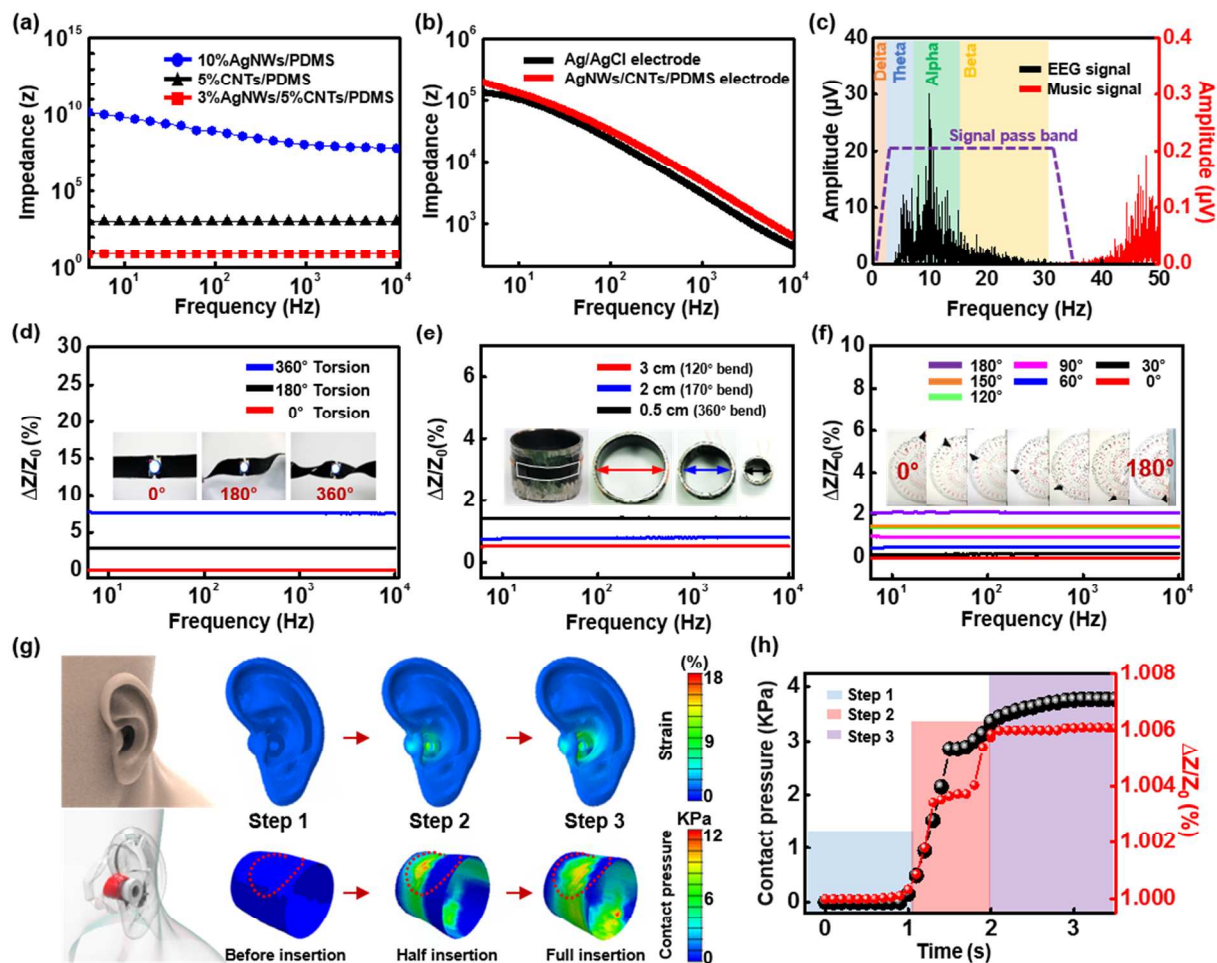 (a)
10^15
10^10
10^5
10^0
Impedance (z)
10%AgNWs/PDMS
5%CNTs/PDMS
3%AgNWs/5%CNTs/PDMS
10^1
10^2
10^3
10^4
Frequency (Hz)
(b)
10^6
10^5
10^4
10^3
10^2
Impedance (z)
Ag/AgCl electrode
AgNWs/CNTs/PDMS electrode
10^1
10^2
10^3
10^4
Frequency (Hz)
(c)
40
30
20
10
0
Amplitude (µV)
Delta
Theta
Alpha
Beta
EEG signal
Music signal
Signal pass band
0.4
0.3
0.2
0.1
0.0
Amplitude (µV)
0
10
20
30
40
50
Frequency (Hz)
(d)
30
25
20
15
10
5
0
ΔZ/Z0(%)
360° Torsion
180° Torsion
0° Torsion
0°
180°
360°
10^1
10^2
10^3
10^4
Frequency (Hz)
(e)
6
4
2
0
ΔZ/Z0(%)
3 cm (120° bend)
2 cm (170° bend)
0.5 cm (360° bend)
10^1
10^2
10^3
10^4
Frequency (Hz)
(f)
10
8
6
4
2
0
ΔZ/Z0(%)
180°
90°
30°
150°
60°
0°
120°
0°
180°
10^1
10^2
10^3
10^4
Frequency (Hz)
(g)
(%)
18
9
0
Strain
Step 1
Step 2
Step 3
KPa
12
6
0
Contact pressure
Before insertion
Half insertion
Full insertion
(h)
4
3
2
1
0
Contact pressure (KPa)
Step 1
Step 2
Step 3
1.008
1.006
1.004
1.002
1.000
ΔZ/Z0 (%)
0
1
2
3
Time (s)